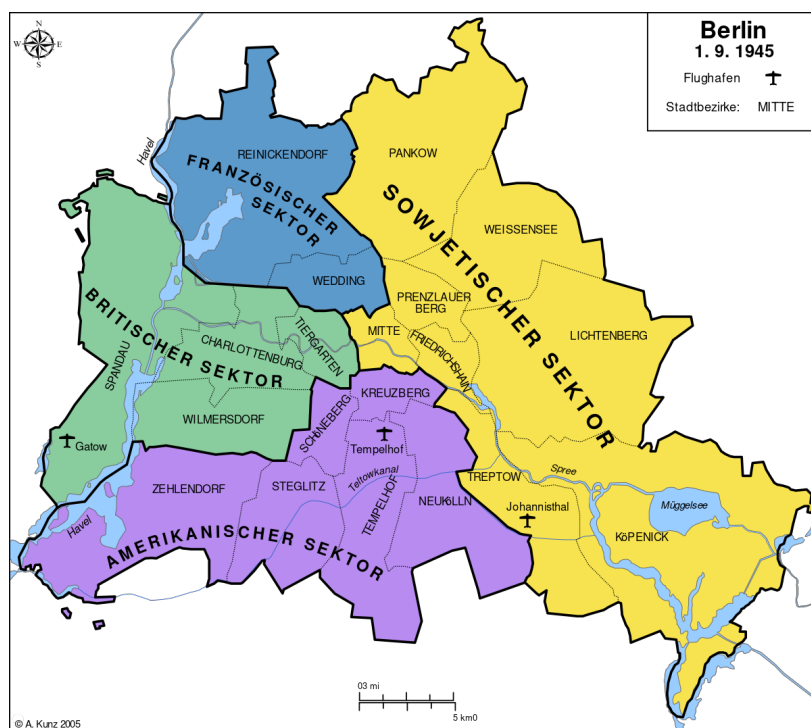 Berlin
1. 9. 1945
Flughafen
Stadtbezirke: MITTE
N
W E
S
Havel
REINICKENDORF
FRANZÖSISCHER
SEKTOR
WEDDING
PANKOW
WEISSENSEE
SOWJETISCHER SEKTOR
PRENZLAUER
BERG
LICHTENBERG
MITTE
FRIEDRICHSHAIN
BRITISCHER SEKTOR
SPANDAU
CHARLOTTENBURG
TIERGARTEN
WILMERSDORF
Gatow
KREUZBERG
SCHÖNEBERG
Tempelhof
ZEHLENDORF
STEGLITZ
Teltowkanal
TEMPELHOF
NEUKÖLLN
Havel
AMERIKANISCHER SEKTOR
TREPTOW
Johannisthal
Spree
Müggelsee
KöPENICK
03 mi
5 km0
© A. Kunz 2005